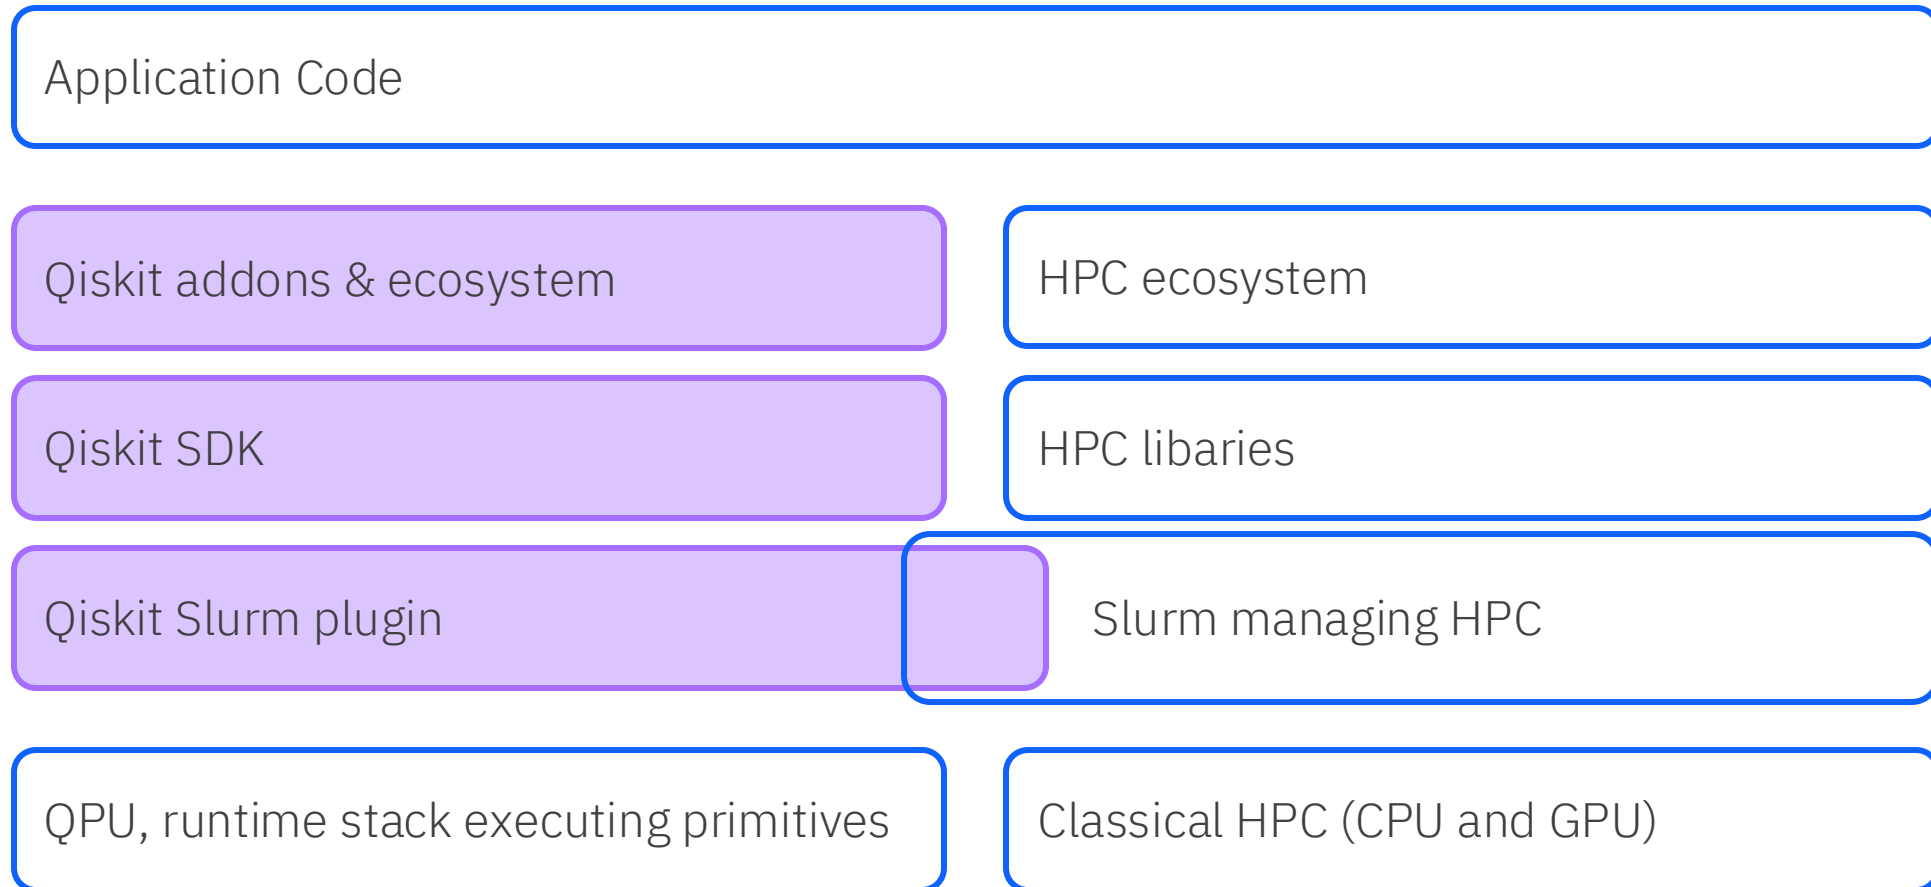 Application Code
Qiskit addons & ecosystem
HPC ecosystem
Qiskit SDK
HPC libaries
Qiskit Slurm plugin
Slurm managing HPC
QPU, runtime stack executing primitives
Classical HPC (CPU and GPU)